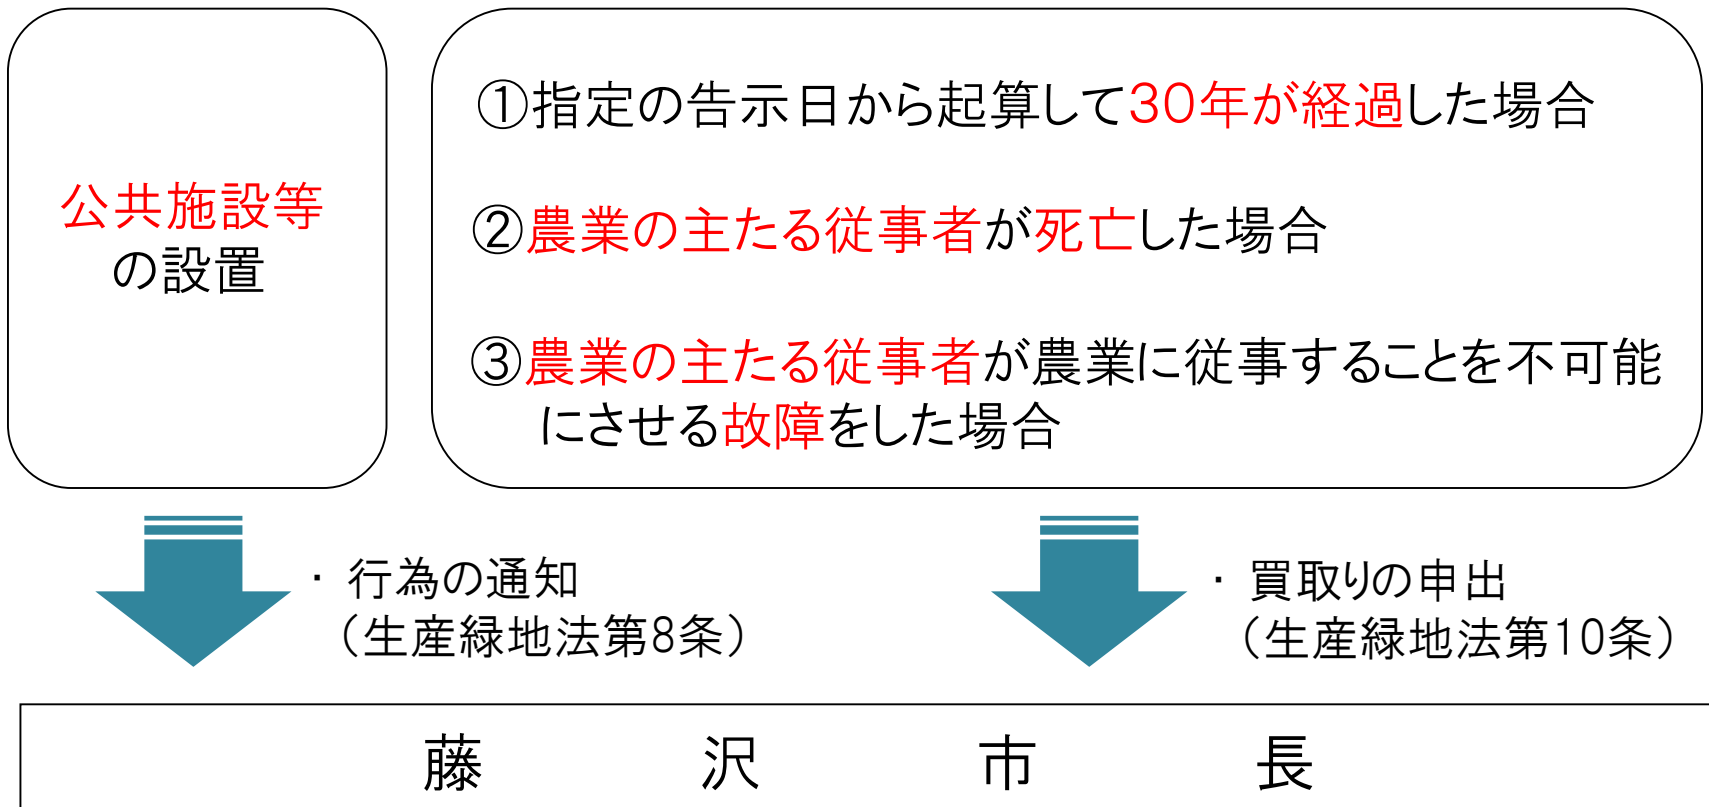 公共施設等
の設置
①指定の告示日から起算して30年が経過した場合
②農業の主たる従事者が死亡した場合
③農業の主たる従事者が農業に従事することを不可能
にさせる故障をした場合
・ 行為の通知
（生産緑地法第8条）
・ 買取りの申出
（生産緑地法第10条）
藤　沢　市　長